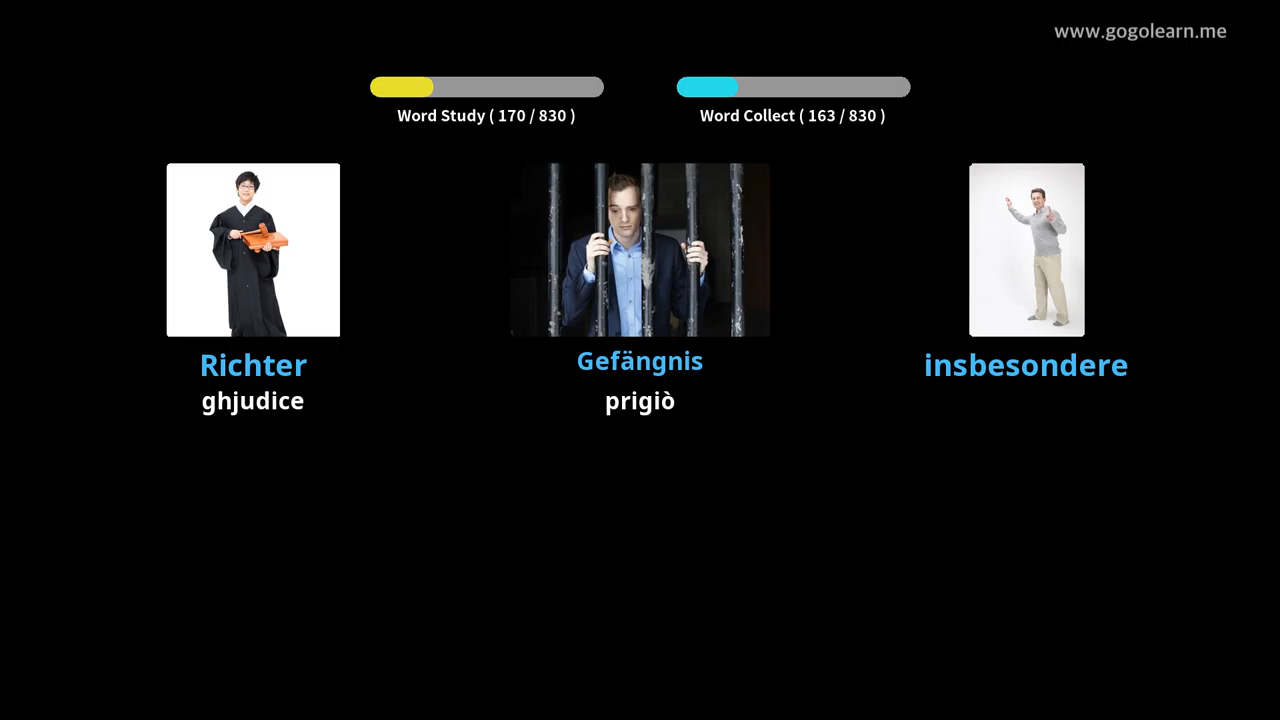 www.gogolearn.me
Word Study ( 170 / 830 )
Word Collect ( 163 / 830 )
Richter
ghjudice
Gefängnis
prigiò
insbesondere